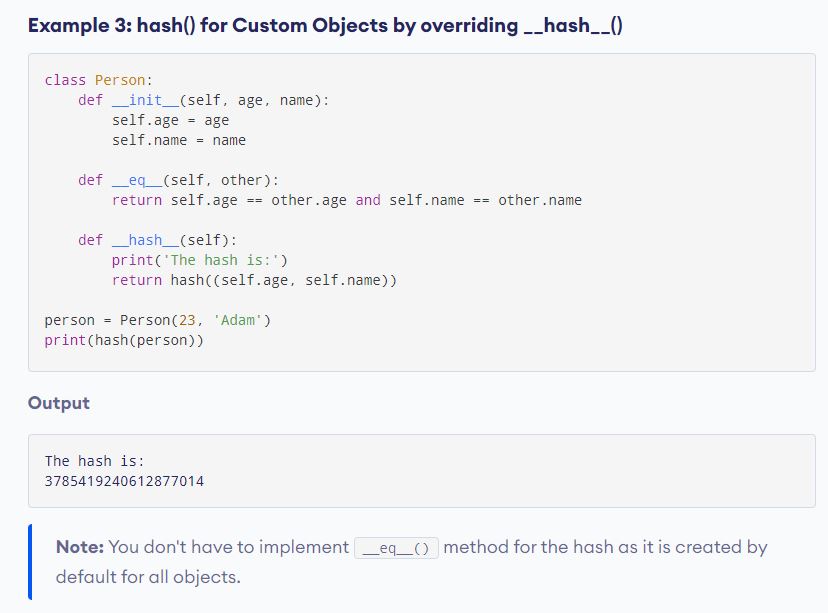 Example 3: hash() for Custom Objects by overriding __hash__()
class Person:
    def __init__(self, age, name):
        self.age = age
        self.name = name

    def __eq__(self, other):
        return self.age == other.age and self.name == other.name

    def __hash__(self):
        print('The hash is:')
        return hash((self.age, self.name))

person = Person(23, 'Adam')
print(hash(person))
Output
The hash is:
3785419240612877014
Note: You don't have to implement __eq__() method for the hash as it is created by
default for all objects.